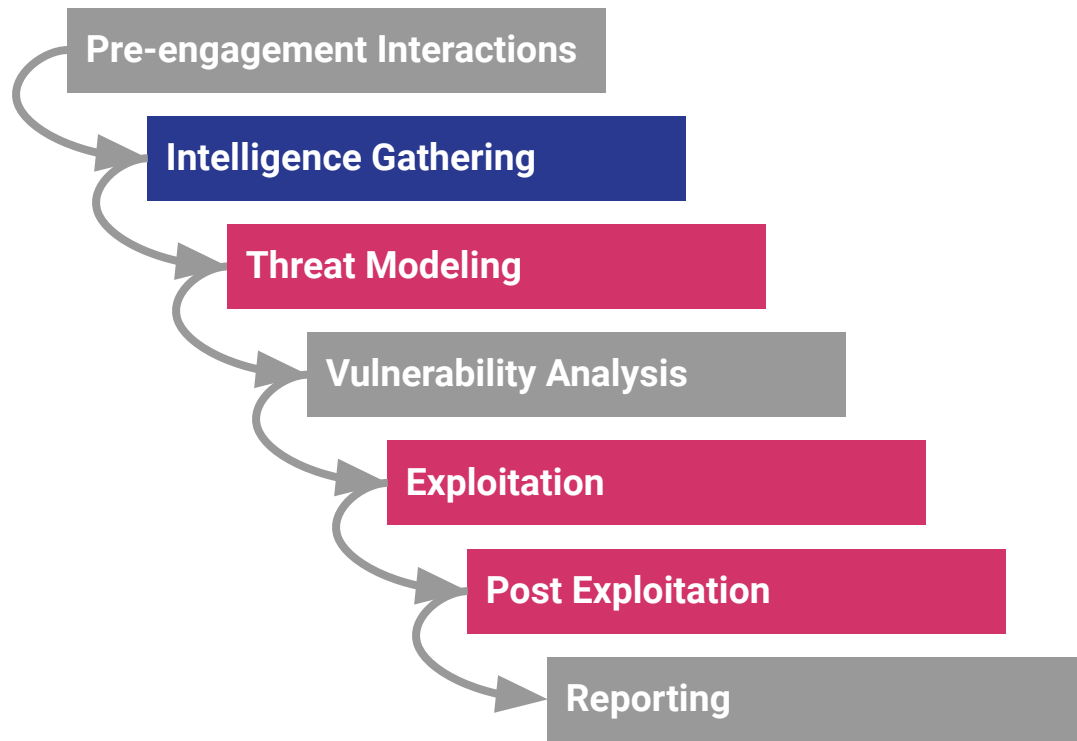 Pre-engagement Interactions
Intelligence Gathering
Threat Modeling
Vulnerability Analysis
Exploitation
Post Exploitation
Reporting